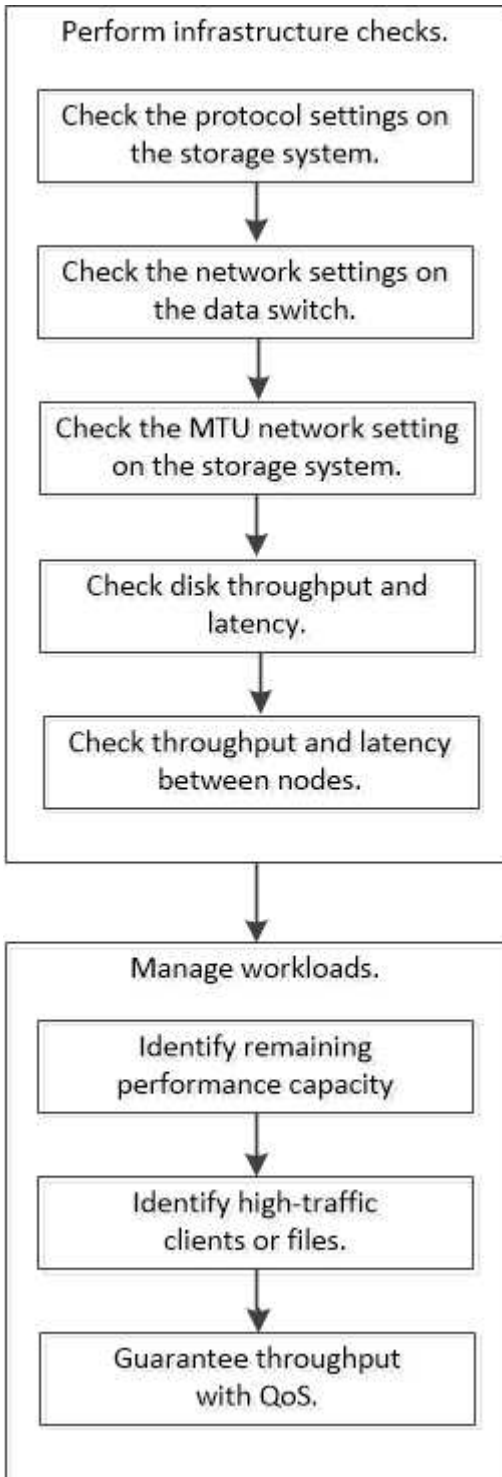 Perform infrastructure checks.
Check the protocol settings on
the storage system.
Check the network settings on
the data switch.
Check the MTU network setting
on the storage system.
Check disk throughput and
latency.
Check throughput and latency
between nodes.
Manage workloads.
Identify remaining
performance capacity
Identify high-traffic
clients or files.
Guarantee throughput
with QoS.